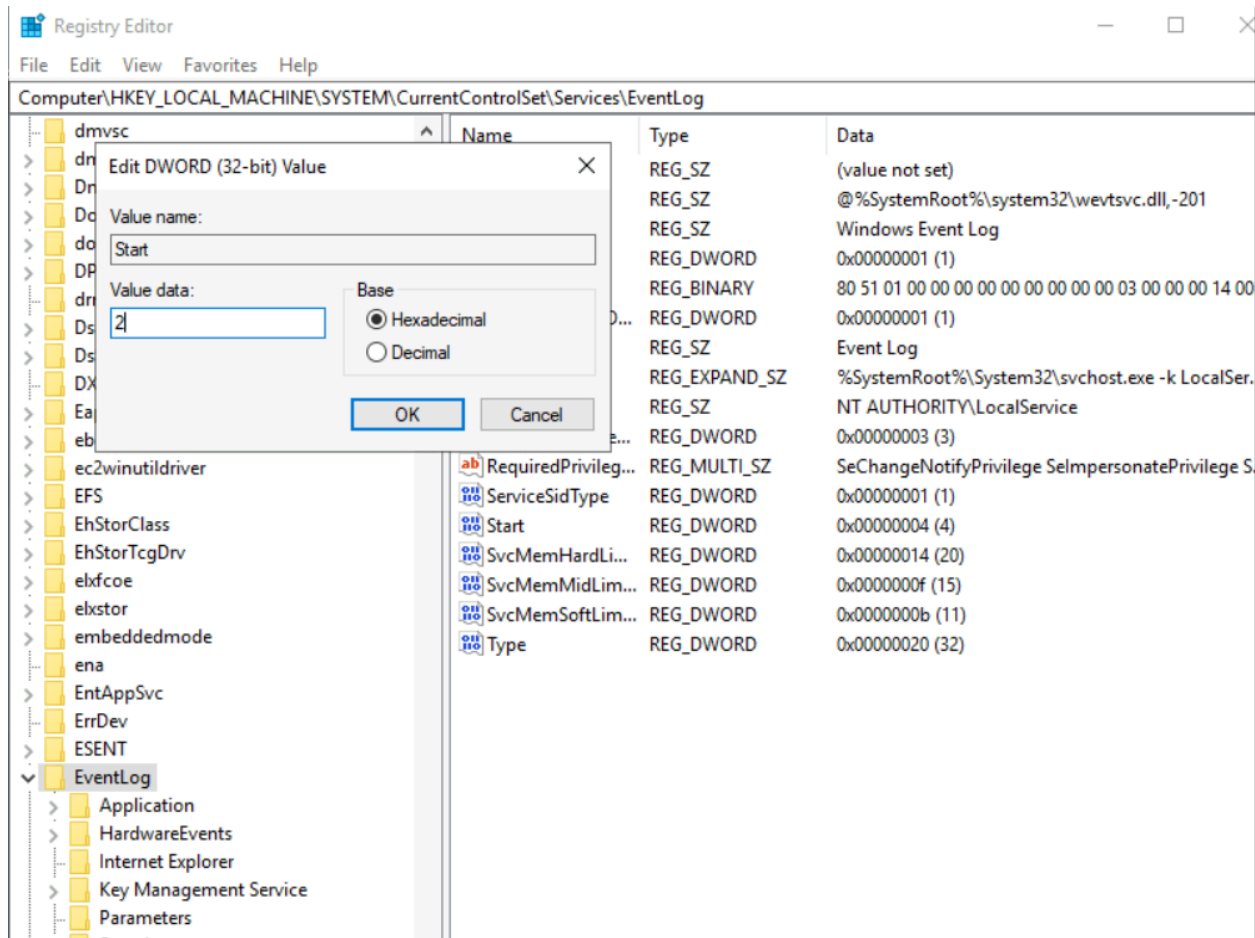 Registry Editor
File Edit View Favorites Help
Computer\HKEY_LOCAL_MACHINE\SYSTEM\CurrentControlSet\Services\EventLog
dmvsc
Edit DWORD (32-bit) Value
Value name:
Start
Value data:
2
Base
Hexadecimal
Decimal
OK Cancel
ec2winutildriver
EFS
EhStorClass
EhStorTcgDrv
elxfcoe
elxstor
embeddedmode
ena
EntAppSvc
ErrDev
ESENT
EventLog
Application
HardwareEvents
Internet Explorer
Key Management Service
Parameters
Name Type Data
REG_SZ (value not set)
REG_SZ @%SystemRoot%\system32\wevtsvc.dll,-201
REG_SZ Windows Event Log
REG_DWORD 0x00000001 (1)
REG_BINARY 80 51 01 00 00 00 00 00 00 00 00 00 03 00 00 00 14 00
REG_DWORD 0x00000001 (1)
REG_SZ Event Log
REG_EXPAND_SZ %SystemRoot%\System32\svchost.exe -k LocalSer.
REG_SZ NT AUTHORITY\LocalService
REG_DWORD 0x00000003 (3)
RequiredPrivileg... REG_MULTI_SZ SeChangeNotifyPrivilege SeImpersonatePrivilege S.
ServiceSidType REG_DWORD 0x00000001 (1)
Start REG_DWORD 0x00000004 (4)
SvcMemHardLi... REG_DWORD 0x00000014 (20)
SvcMemMidLim... REG_DWORD 0x0000000f (15)
SvcMemSoftLim... REG_DWORD 0x0000000b (11)
Type REG_DWORD 0x00000020 (32)